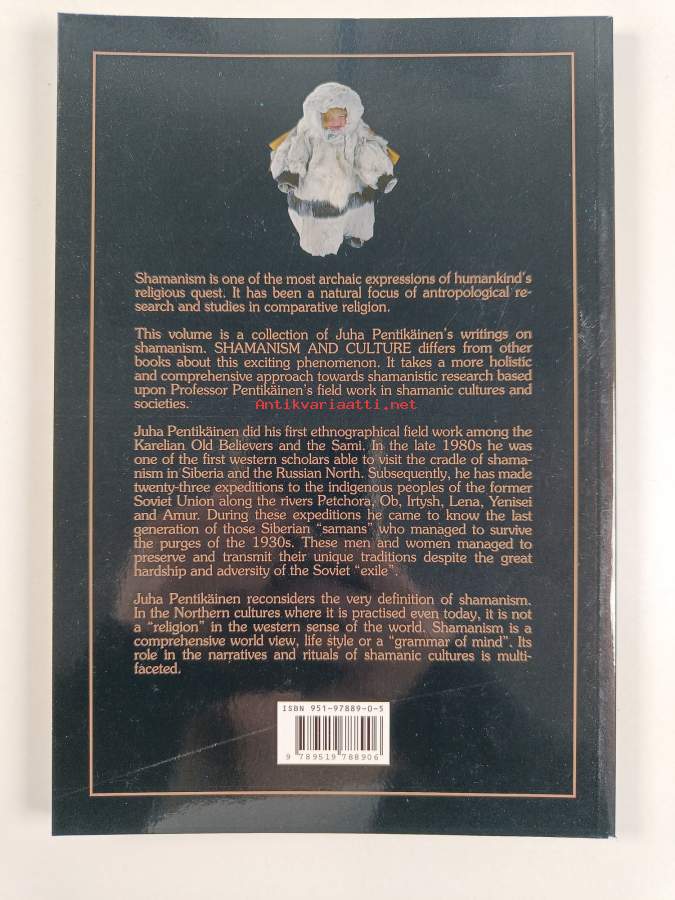 Shamanism is one of the most archaic expressions of humankind's
religious quest. It has been a natural focus of antropological re-
search and studies in comparative religion.
This volume is a collection of Juha Pentikäinen's writings on
shamanism. SHAMANISM AND CULTURE differs from other
books about this exciting phenomenon. It takes a more holistic
and comprehensive approach towards shamanistic research based
upon Professor Pentikäinen's field work in shamanic cultures and
societies.
Antikvariaatti.net
Juha Pentikäinen did his first ethnographical field work among the
Karelian Old Believers and the Sami. In the late 1980s he was
one of the first western scholars able to visit the cradle of shama-
nism in Siberia and the Russian North. Subsequently, he has made
twenty-three expeditions to the indigenous peoples of the former
Soviet Union along the rivers Petchora, Ob, Irtysh, Lena, Yenisei
and Amur. During these expeditions he came to know the last
generation of those Siberian "samans" who managed to survive
the purges of the 1930s. These men and women managed to
preserve and transmit their unique traditions despite the great
hardship and adversity of the Soviet "exile".
Juha Pentikäinen reconsiders the very definition of shamanism.
In the Northern cultures where it is practised even today, it is not
a "religion" in the western sense of the world. Shamanism is a
comprehensive world view, life style or a "grammar of mind". Its
role in the narratives and rituals of shamanic cultures is multi-
faceted.
ISBN 951-97889-0-5
9 789519 788906